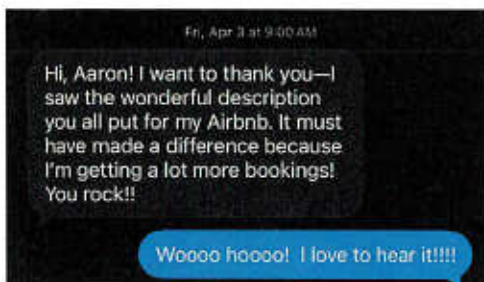 Fri, Apr 3 at 9:00 AM
Hi, Aaron! I want to thank you—I
saw the wonderful description
you all put for my Airbnb. It must
have made a difference because
I'm getting a lot more bookings!
You rock!!
Woooo hoooo!  I love to hear it!!!!